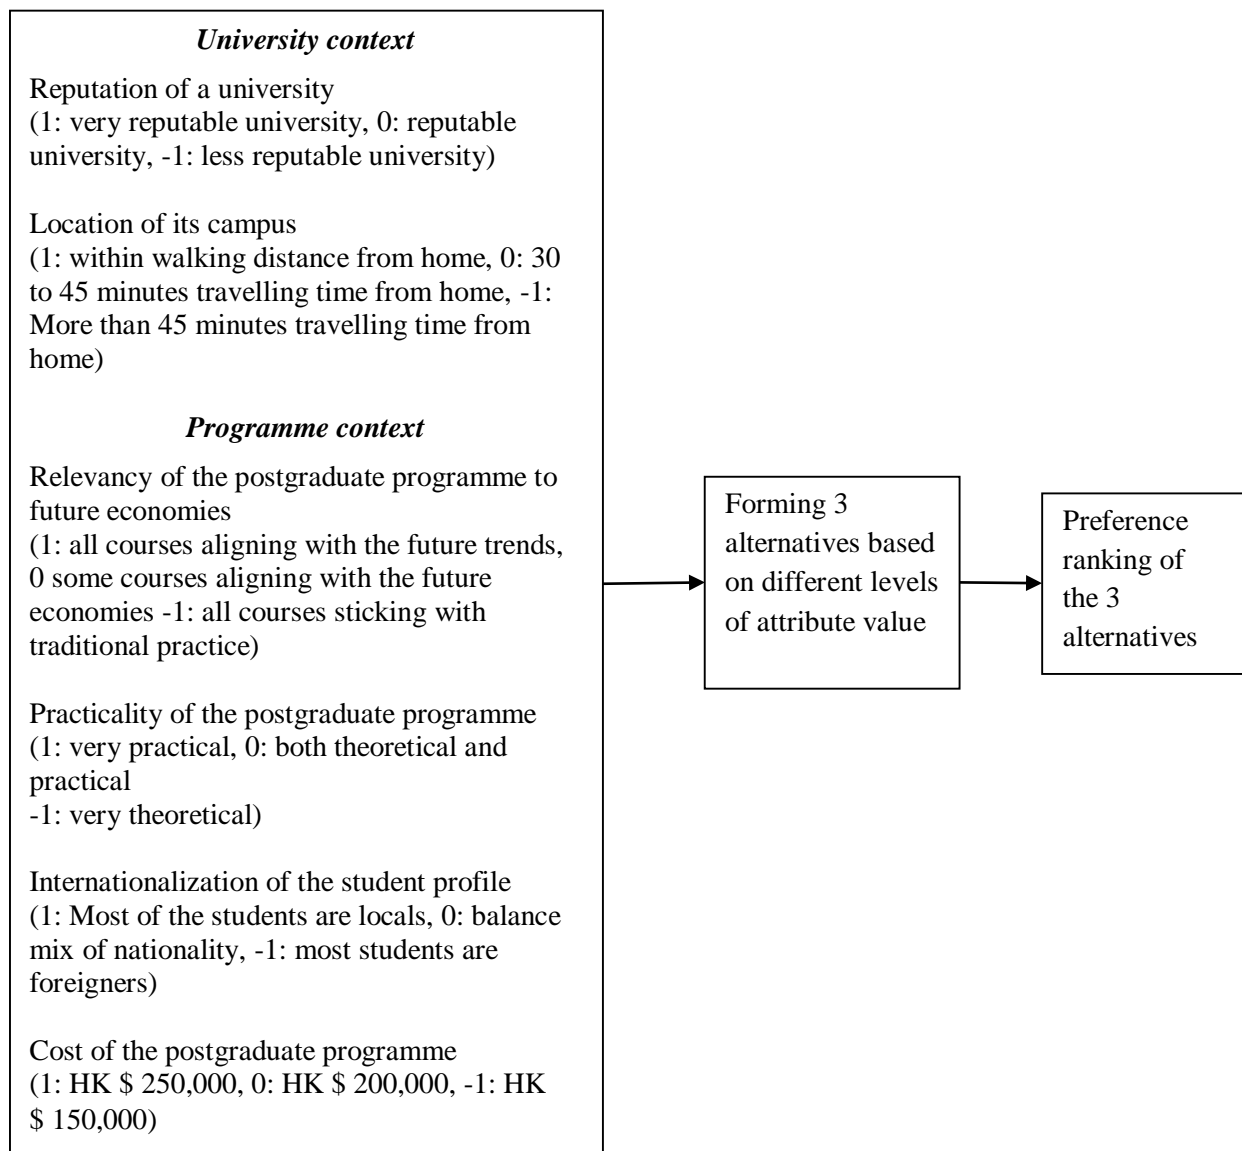 University context
Reputation of a university
(1: very reputable university, 0: reputable
university, -1: less reputable university)
Location of its campus
(1: within walking distance from home, 0: 30
to 45 minutes travelling time from home, -1:
More than 45 minutes travelling time from
home)
Programme context
Relevancy of the postgraduate programme to
future economies
(1: all courses aligning with the future trends,
0 some courses aligning with the future
economies -1: all courses sticking with
traditional practice)
Practicality of the postgraduate programme
(1: very practical, 0: both theoretical and
practical
-1: very theoretical)
Internationalization of the student profile
(1: Most of the students are locals, 0: balance
mix of nationality, -1: most students are
foreigners)
Cost of the postgraduate programme
(1: HK $ 250,000, 0: HK $ 200,000, -1: HK
$ 150,000)
Forming 3
alternatives based
on different levels
of attribute value
Preference
ranking of
the 3
alternatives